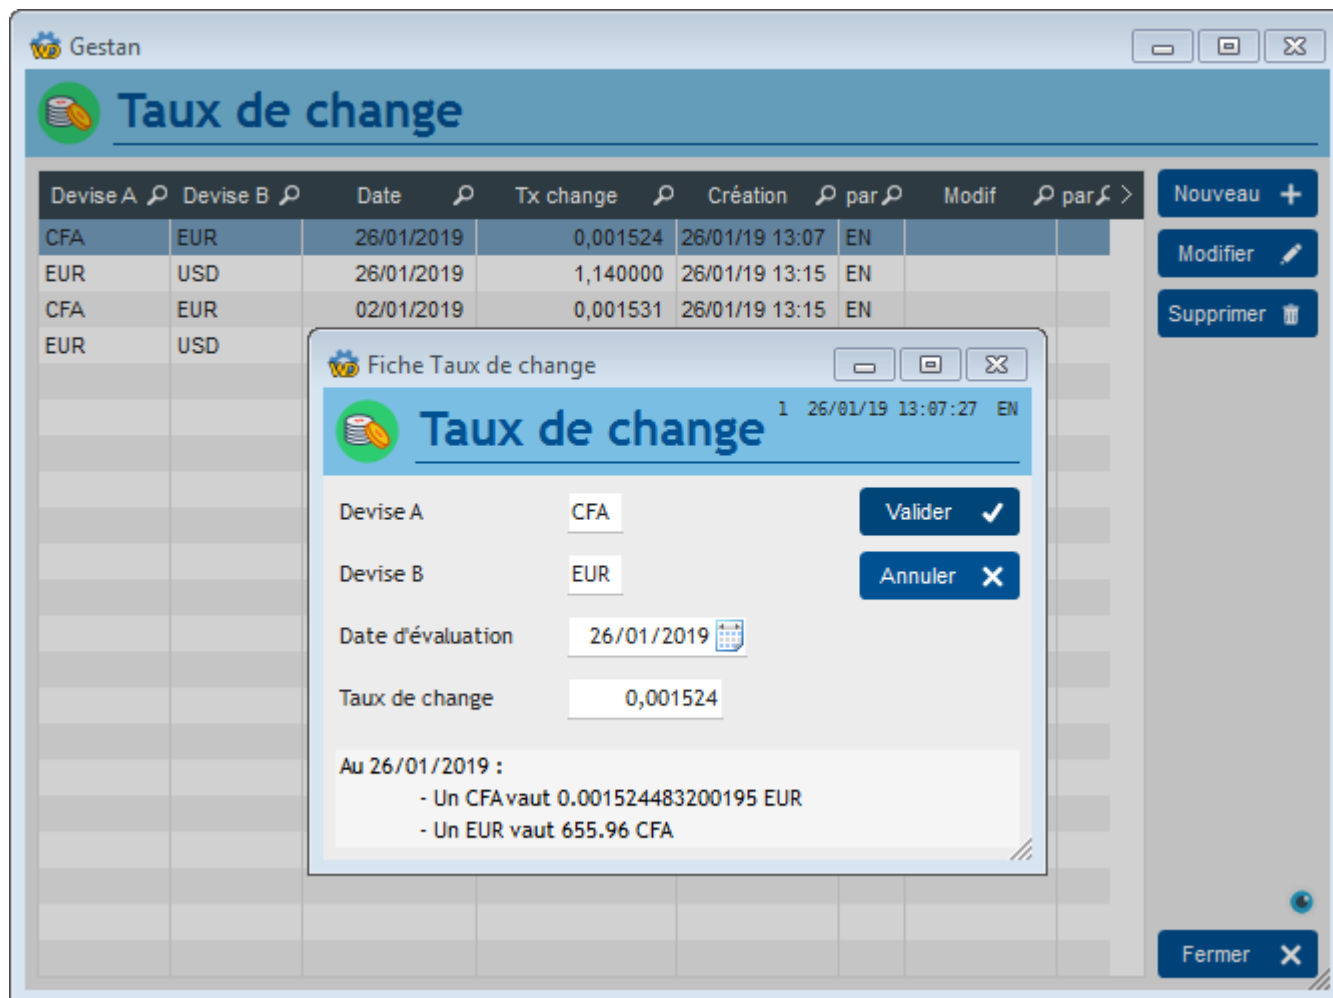 Gestan
Taux de change
Devise A Devise B Date Tx change Création par Modif par
CFA EUR 26/01/2019 0,001524 26/01/19 13:07 EN
EUR USD 26/01/2019 1,140000 26/01/19 13:15 EN
CFA EUR 02/01/2019 0,001531 26/01/19 13:15 EN
EUR USD
Nouveau
Modifier
Supprimer
Fiche Taux de change
1 26/01/19 13:07:27 EN
Taux de change
Devise A CFA
Valider
Devise B EUR
Annuler
Date d'évaluation 26/01/2019
Taux de change 0,001524
Au 26/01/2019 :
- Un CFA vaut 0.001524483200195 EUR
- Un EUR vaut 655.96 CFA
Fermer